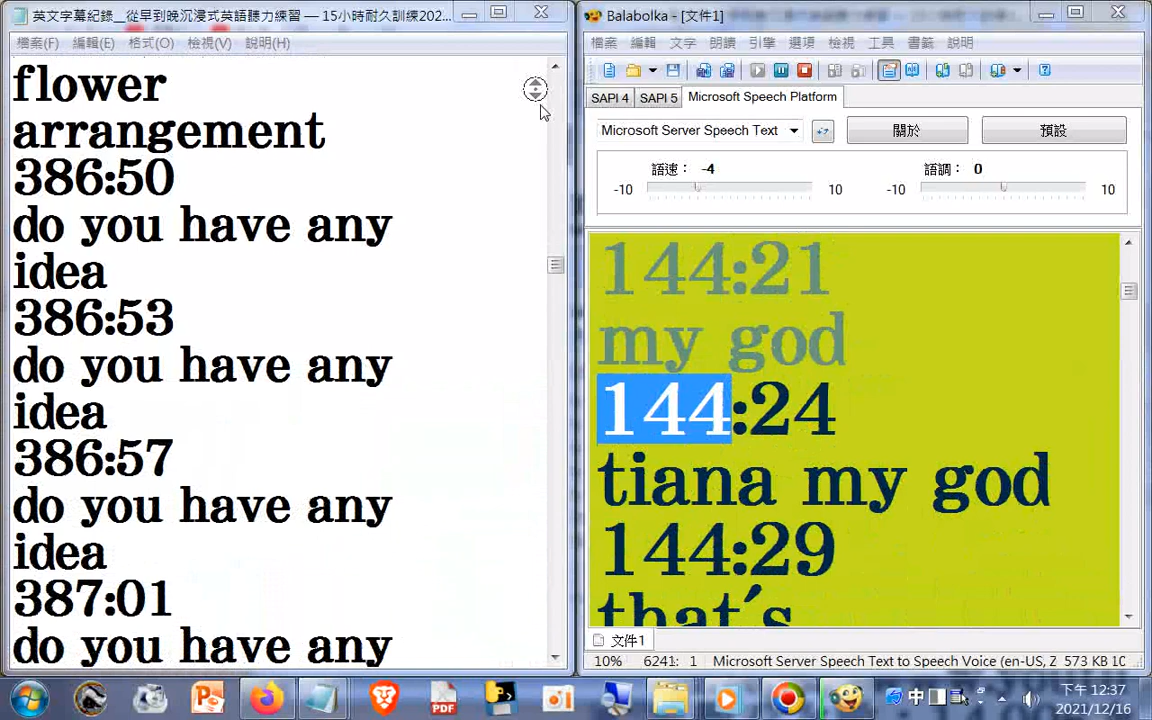 英文字幕紀錄__從早到晚沉浸式英語聽力練習 — 15小時耐久訓練202...
檔案(F) 編輯(E) 格式(O) 檢視(V) 說明(H)
flower
arrangement
386:50
do you have any
idea
386:53
do you have any
idea
386:57
do you have any
idea
387:01
do you have any
Balabolka - [文件1]
檔案 編輯 文字 朗讀 引擎 選項 檢視 工具 書籤 說明
SAPI 4 SAPI 5 Microsoft Speech Platform
Microsoft Server Speech Text 關於 預設
語速： -4 語調： 0
-10 10 -10 10
144:21
my god
144:24
tiana my god
144:29
that's
文件1
10% 6241: 1 Microsoft Server Speech Text to Speech Voice (en-US, Z 573 KB 10
PDF
中
下午 12:37
2021/12/16